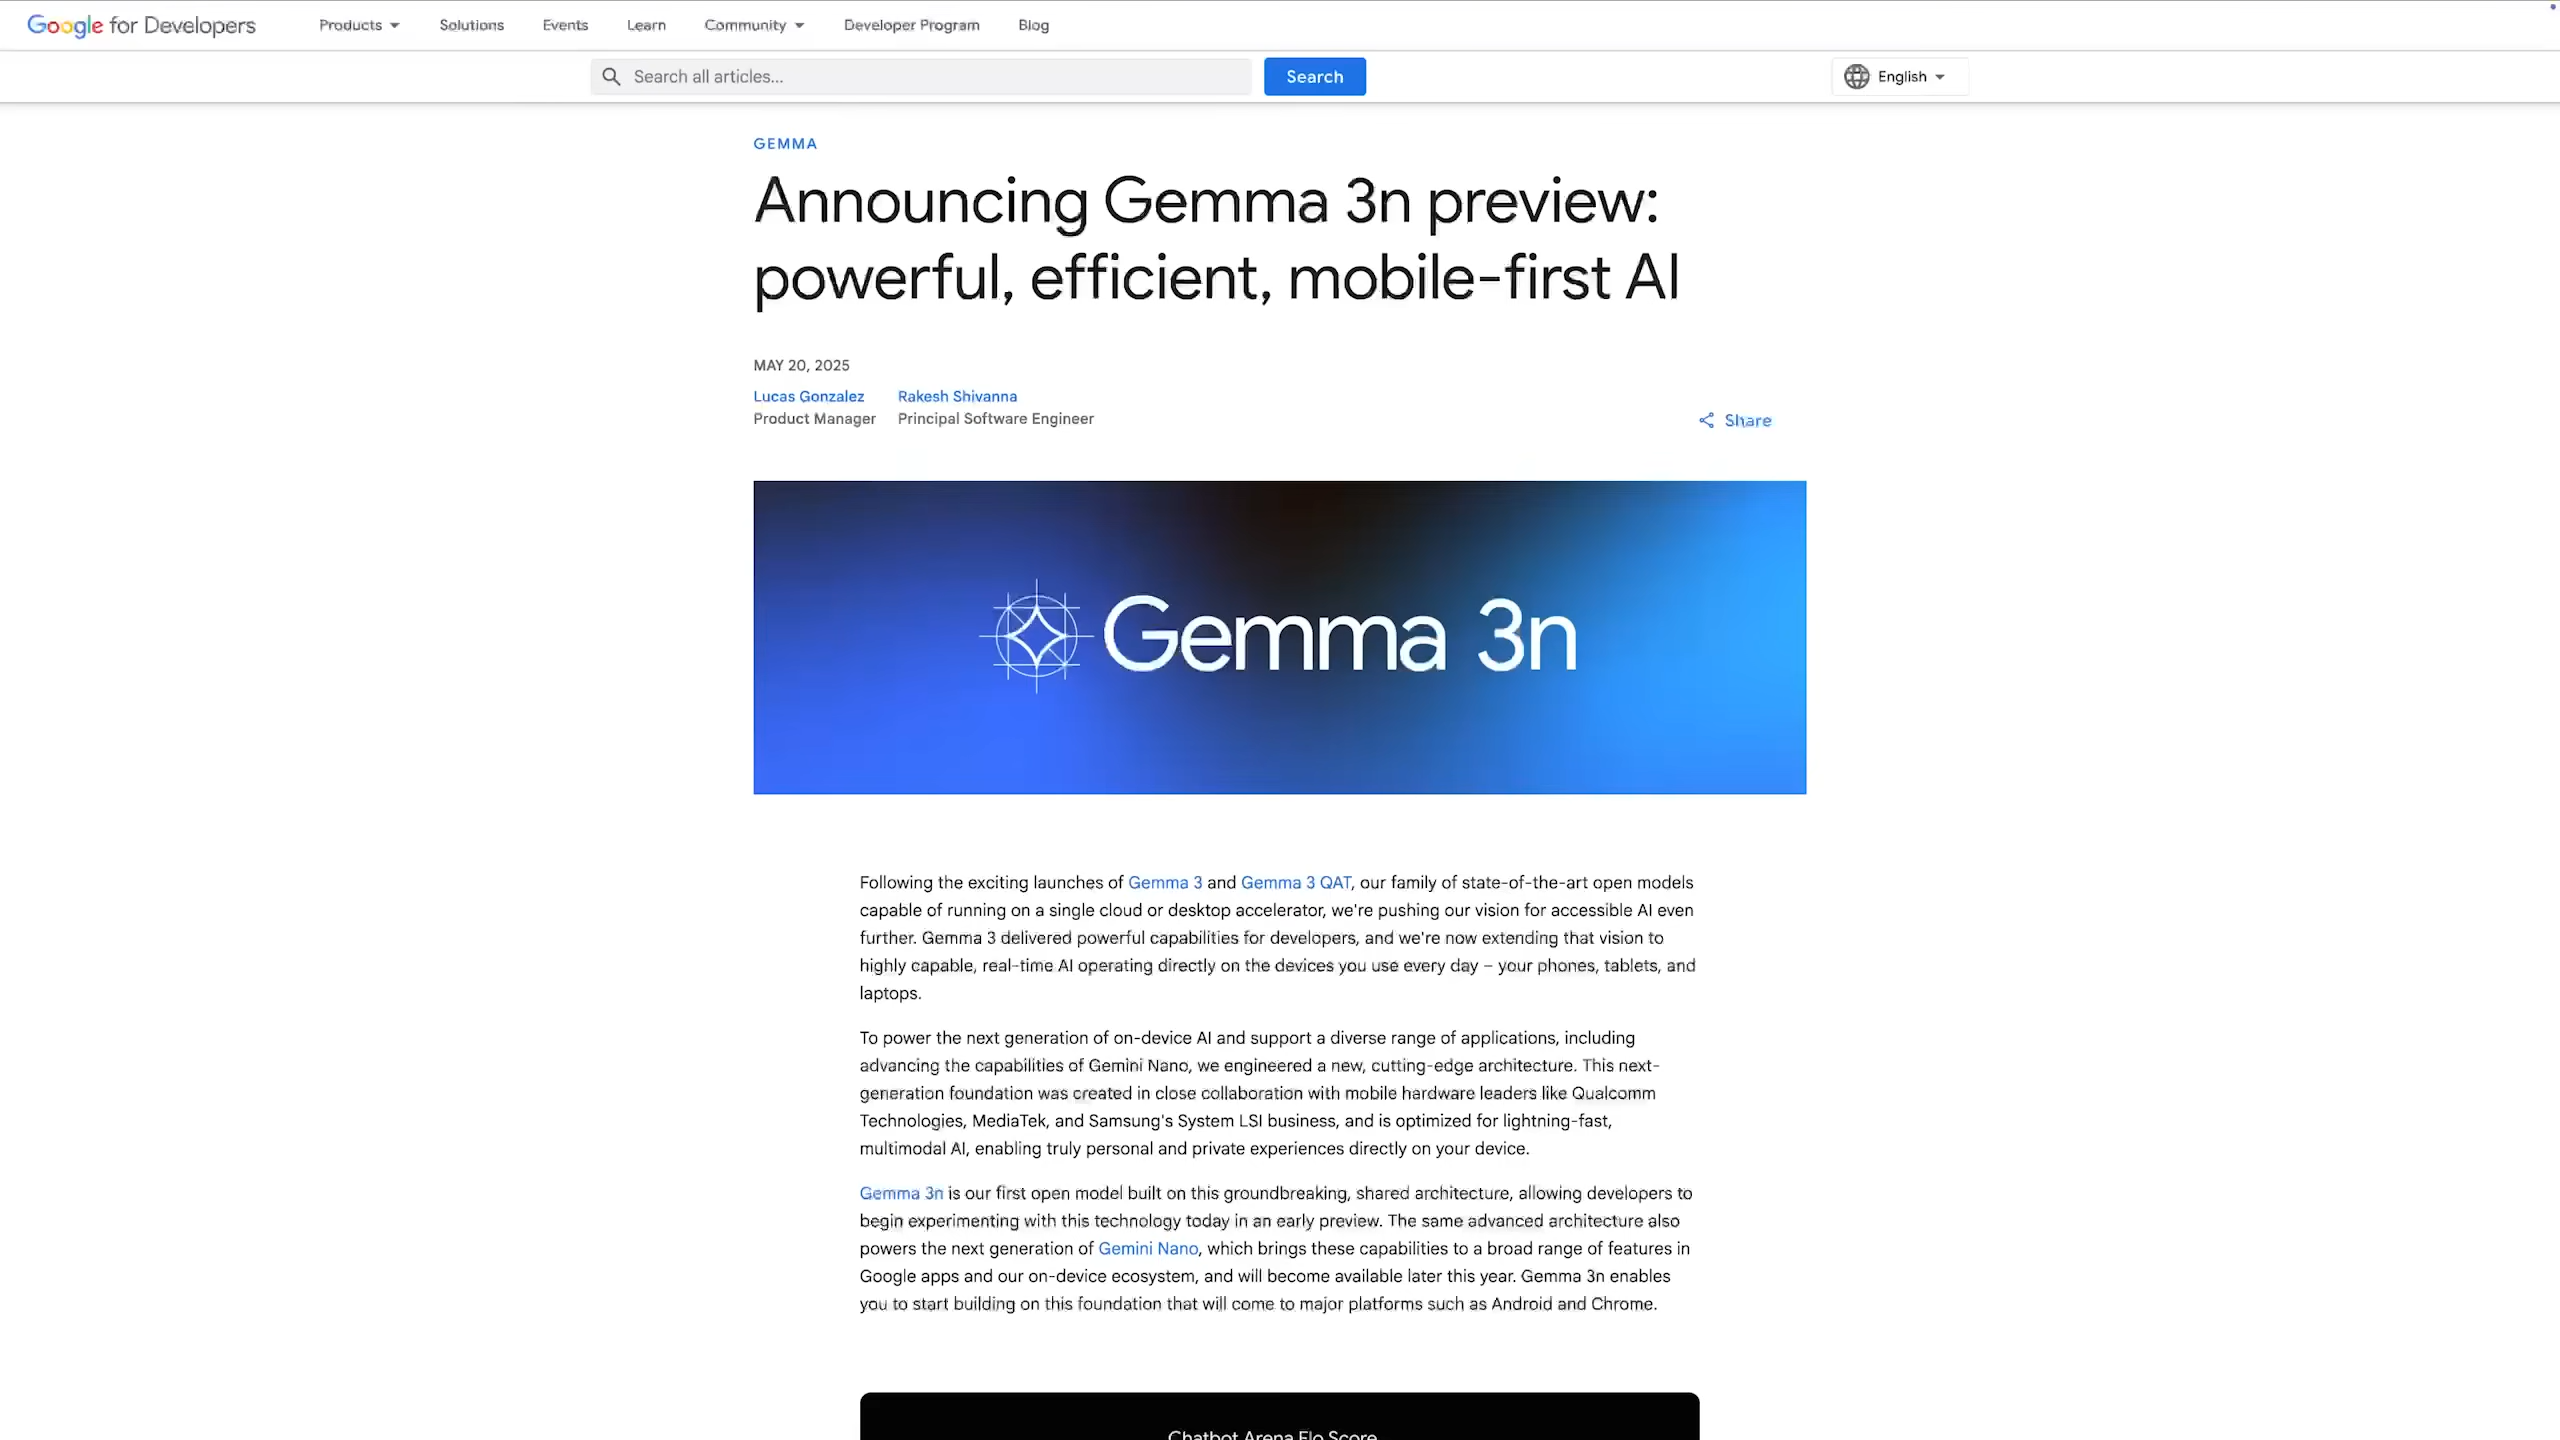 Google for Developers Products Solutions Events Learn Community Developer Program Blog
Search all articles... Search English
GEMMA
Announcing Gemma 3n preview:
powerful, efficient, mobile-first AI
MAY 20, 2025
Lucas Gonzalez Rakesh Shivanna
Product Manager Principal Software Engineer
Share
Gemma 3n
Following the exciting launches of Gemma 3 and Gemma 3 QAT, our family of state-of-the-art open models
capable of running on a single cloud or desktop accelerator, we're pushing our vision for accessible AI even
further. Gemma 3 delivered powerful capabilities for developers, and we're now extending that vision to
highly capable, real-time AI operating directly on the devices you use every day – your phones, tablets, and
laptops.
To power the next generation of on-device AI and support a diverse range of applications, including
advancing the capabilities of Gemini Nano, we engineered a new, cutting-edge architecture. This next-
generation foundation was created in close collaboration with mobile hardware leaders like Qualcomm
Technologies, MediaTek, and Samsung's System LSI business, and is optimized for lightning-fast,
multimodal AI, enabling truly personal and private experiences directly on your device.
Gemma 3n is our first open model built on this groundbreaking, shared architecture, allowing developers to
begin experimenting with this technology today in an early preview. The same advanced architecture also
powers the next generation of Gemini Nano, which brings these capabilities to a broad range of features in
Google apps and our on-device ecosystem, and will become available later this year. Gemma 3n enables
you to start building on this foundation that will come to major platforms such as Android and Chrome.
Chatbot Arena Elo Score